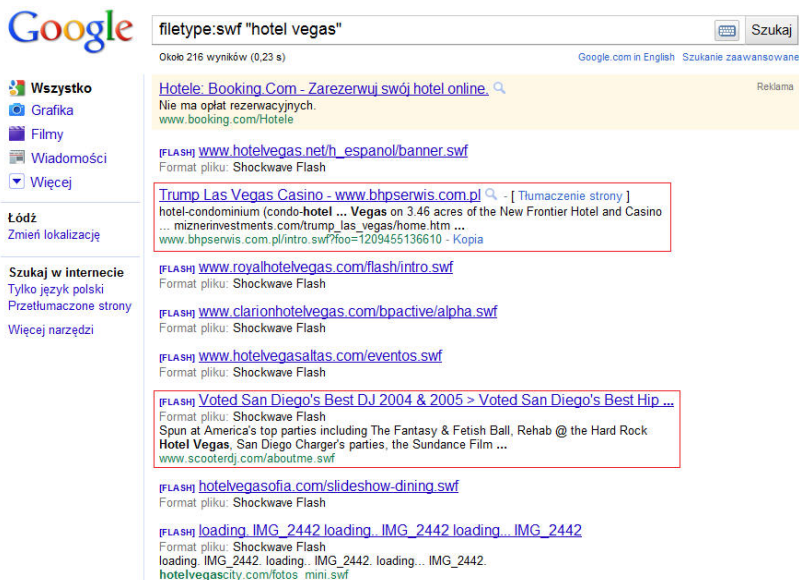 Google
filetype:swf "hotel vegas"
Szukaj
Około 216 wyników (0,23 s)
Google.com in English Szukanie zaawansowane
Wszystko
Grafika
Filmy
Wiadomości
Więcej
Łódź
Zmień lokalizację
Szukaj w internecie
Tylko język polski
Przetłumaczone strony
Więcej narzędzi
Hotele: Booking.Com - Zarezerwuj swój hotel online.
Reklama
Nie ma opłat rezerwacyjnych.
www.booking.com/Hotele
[FLASH] www.hotelvegas.net/h_espanol/banner.swf
Format pliku: Shockwave Flash
Trump Las Vegas Casino - www.bhpserwis.com.pl - [ Tłumaczenie strony ]
hotel-condominium (condo-hotel ... Vegas on 3.46 acres of the New Frontier Hotel and Casino
... miznerinvestments.com/trump_las_vegas/home.htm ...
www.bhpserwis.com.pl/intro.swf?foo=1209455136610 - Kopia
[FLASH] www.royalhotelvegas.com/flash/intro.swf
Format pliku: Shockwave Flash
[FLASH] www.clarionhotelvegas.com/bpactive/alpha.swf
Format pliku: Shockwave Flash
[FLASH] www.hotelvegasaltas.com/eventos.swf
Format pliku: Shockwave Flash
[FLASH] Voted San Diego's Best DJ 2004 & 2005 > Voted San Diego's Best Hip ...
Format pliku: Shockwave Flash
Spun at America's top parties including The Fantasy & Fetish Ball, Rehab @ the Hard Rock
Hotel Vegas, San Diego Charger's parties, the Sundance Film ...
www.scooterdj.com/aboutme.swf
[FLASH] hotelvegasofia.com/slideshow-dining.swf
Format pliku: Shockwave Flash
[FLASH] loading. IMG_2442 loading.. IMG_2442 loading... IMG_2442
Format pliku: Shockwave Flash
loading. IMG_2442. loading.. IMG_2442. loading... IMG_2442.
hotelvegascity.com/fotos_mini.swf